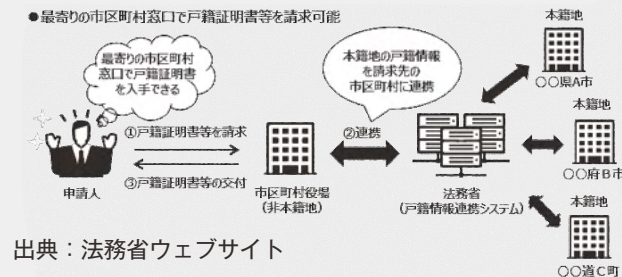 ●最寄りの市区町村窓口で戸籍証明書等を請求可能
最寄りの市区町村
窓口で戸籍証明書
を入手できる
本籍地の戸籍情報
を請求先の
市区町村に連携
本籍地
〇〇県A市
①戸籍証明書等を請求
②連携
③戸籍証明書等の交付
申請人
市区町村役場
(非本籍地)
法務省
(戸籍情報連携システム)
本籍地
〇〇府B市
本籍地
〇〇道C町
出典：法務省ウェブサイト